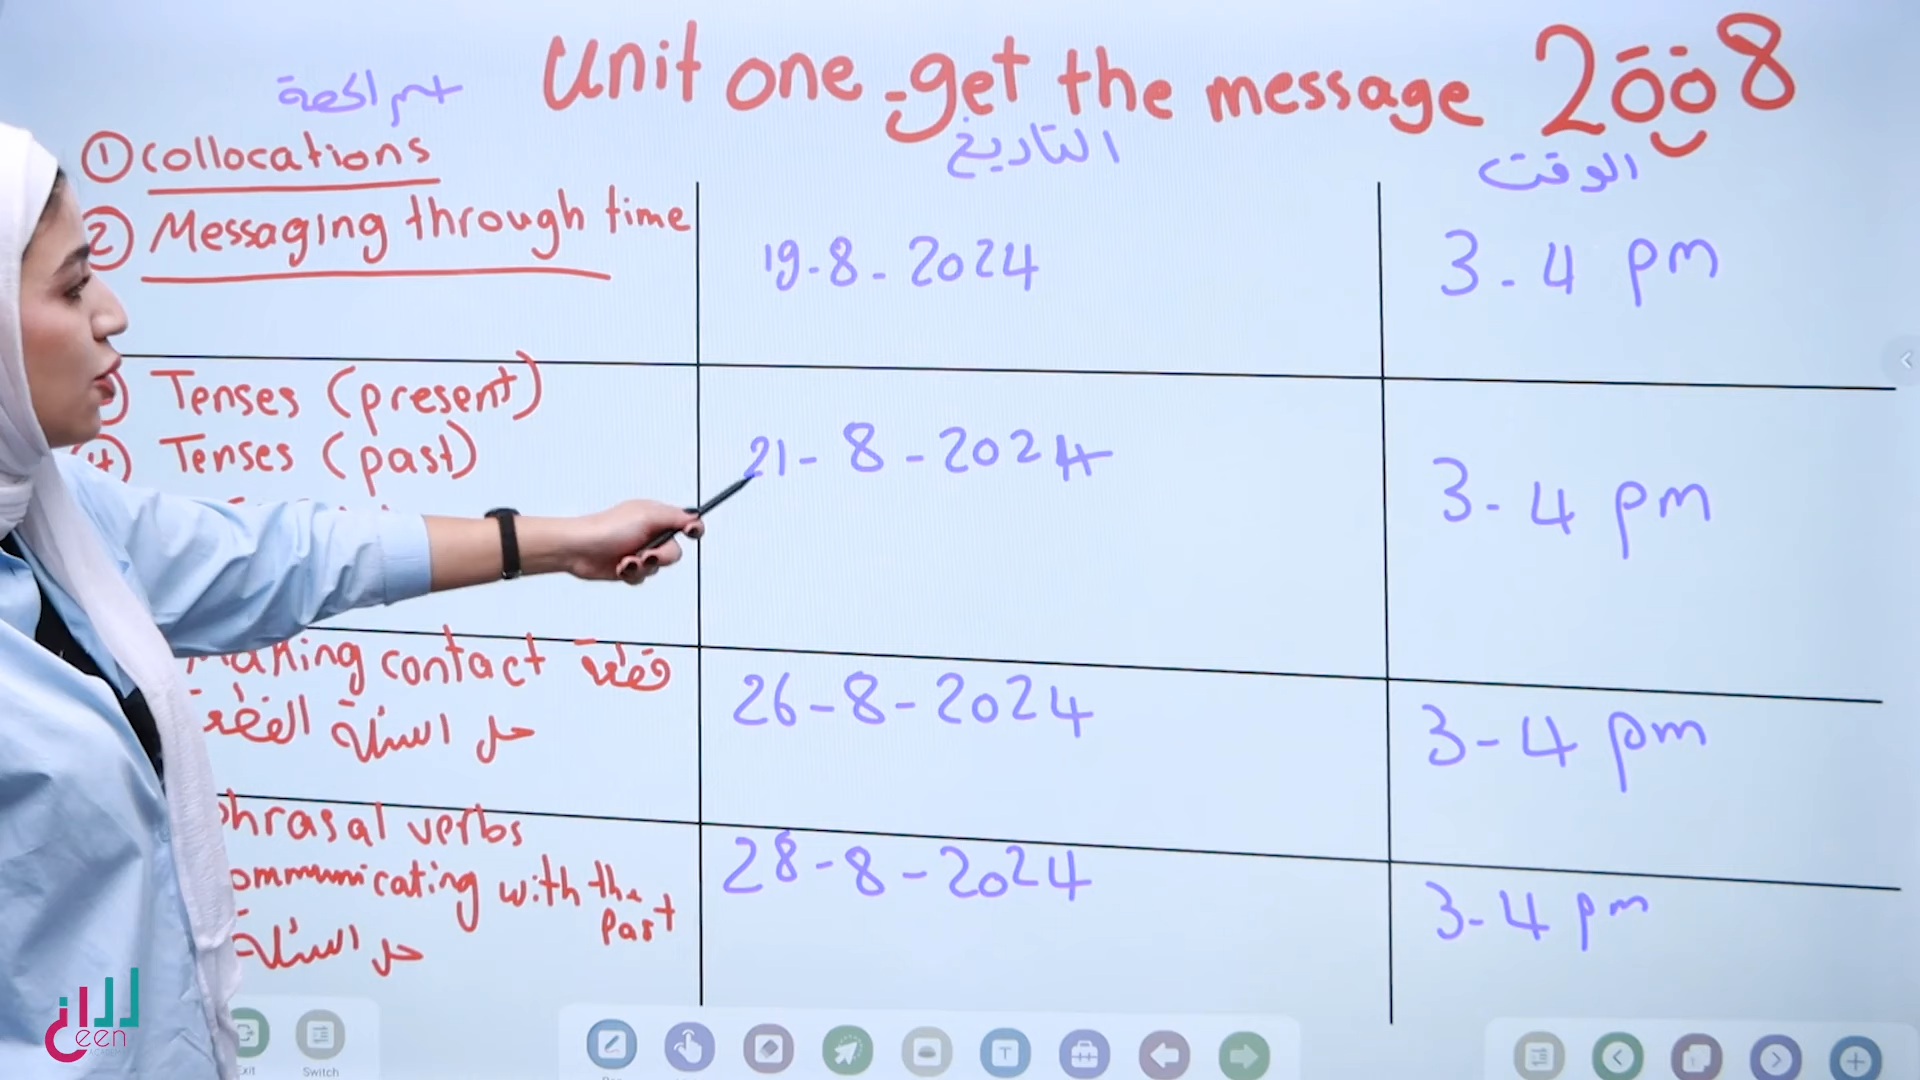 unit one - get the message 2008
التاريخ
الوقت
① collocations
② Messaging through time
19-8-2024
3-4 pm
Tenses (present)
Tenses (past)
21-8-2024
3-4 pm
Making contact قطعة
حل اسئلة القطعة
26-8-2024
3-4 pm
phrasal verbs
communicating with the past
حل اسئلة
28-8-2024
3-4 pm
een
Exit
Switch